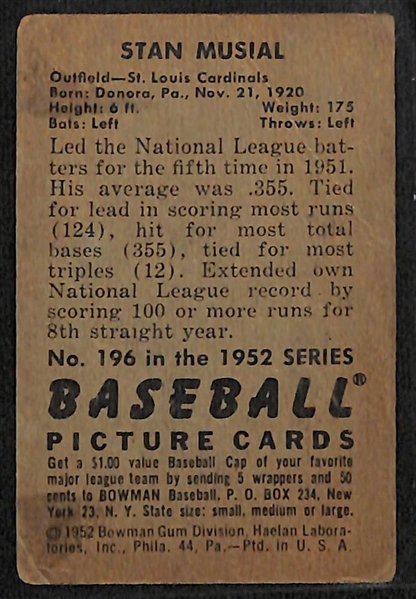 STAN MUSIAL
Outfield—St. Louis Cardinals
Born: Donora, Pa., Nov. 21, 1920
Height: 6 ft. Weight: 175
Bats: Left Throws: Left
Led the National League bat-
ters for the fifth time in 1951.
His average was .355. Tied
for lead in scoring most runs
(124), hit for most total
bases (355), tied for most
triples (12). Extended own
National League record by
scoring 100 or more runs for
8th straight year.
No. 196 in the 1952 SERIES
BASEBALL®
PICTURE CARDS
Get a $1.00 value Baseball Cap of your favorite
major league team by sending 5 wrappers and 50
cents to BOWMAN Baseball, P. O. BOX 234, New
York 23, N. Y. State size: small, medium or large.
©1952 Bowman Gum Division, Haelan Labora-
tories, Inc., Phila. 44, Pa.—Ptd. in U. S. A.